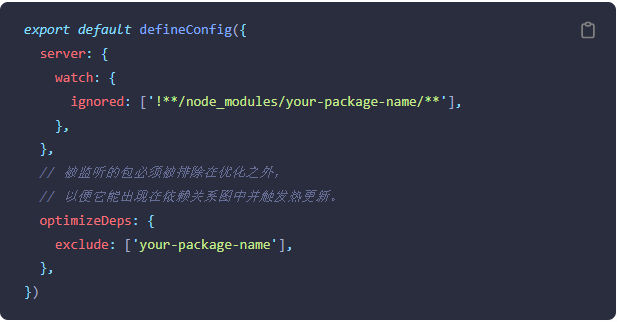 export default defineConfig({
  server: {
    watch: {
      ignored: ['!**/node_modules/your-package-name/**'],
    },
  },
  // 被监听的包必须被排除在优化之外，
  // 以便它能出现在依赖关系图中并触发热更新。
  optimizeDeps: {
    exclude: ['your-package-name'],
  },
})